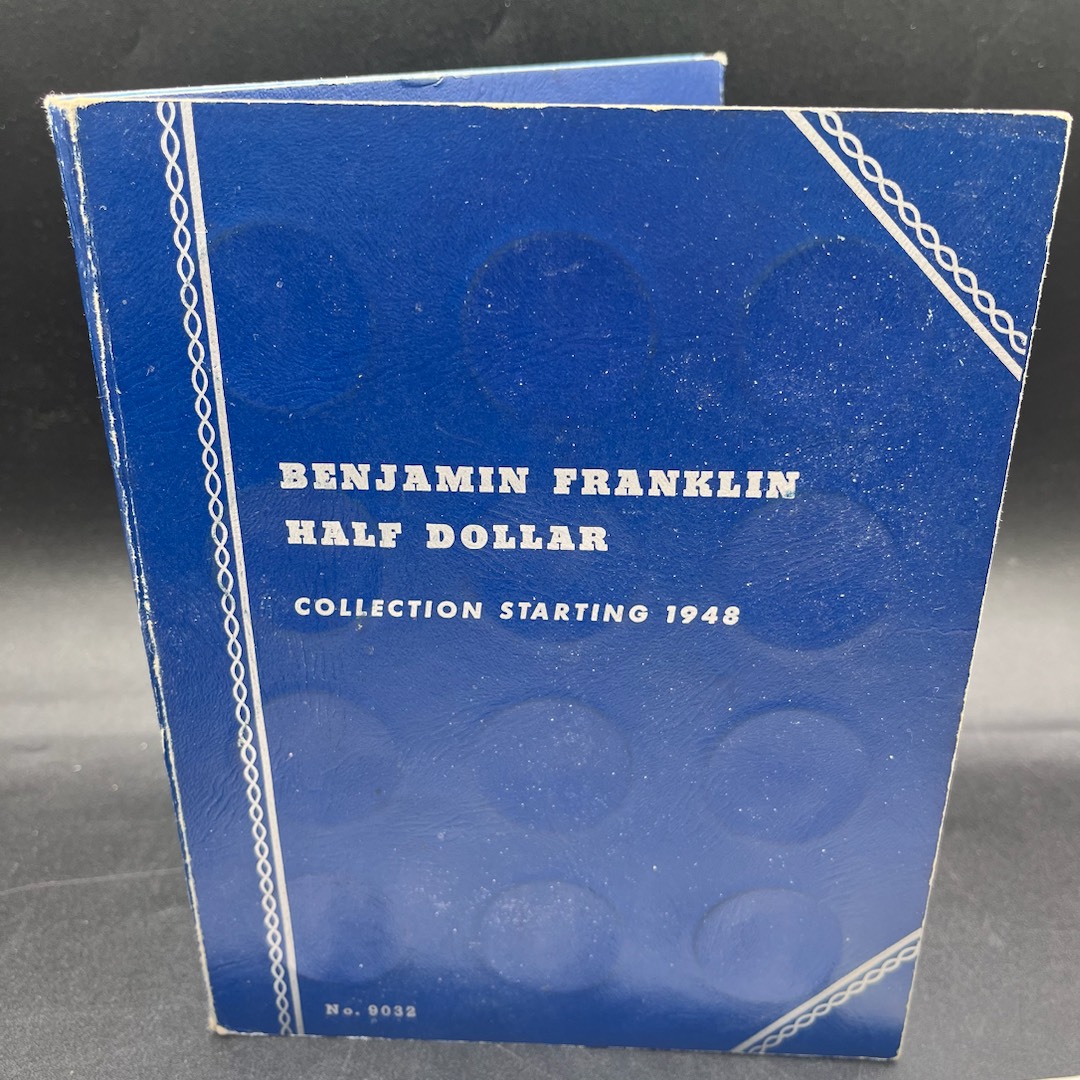 BENJAMIN FRANKLIN
HALF DOLLAR
COLLECTION STARTING 1948
No. 9032